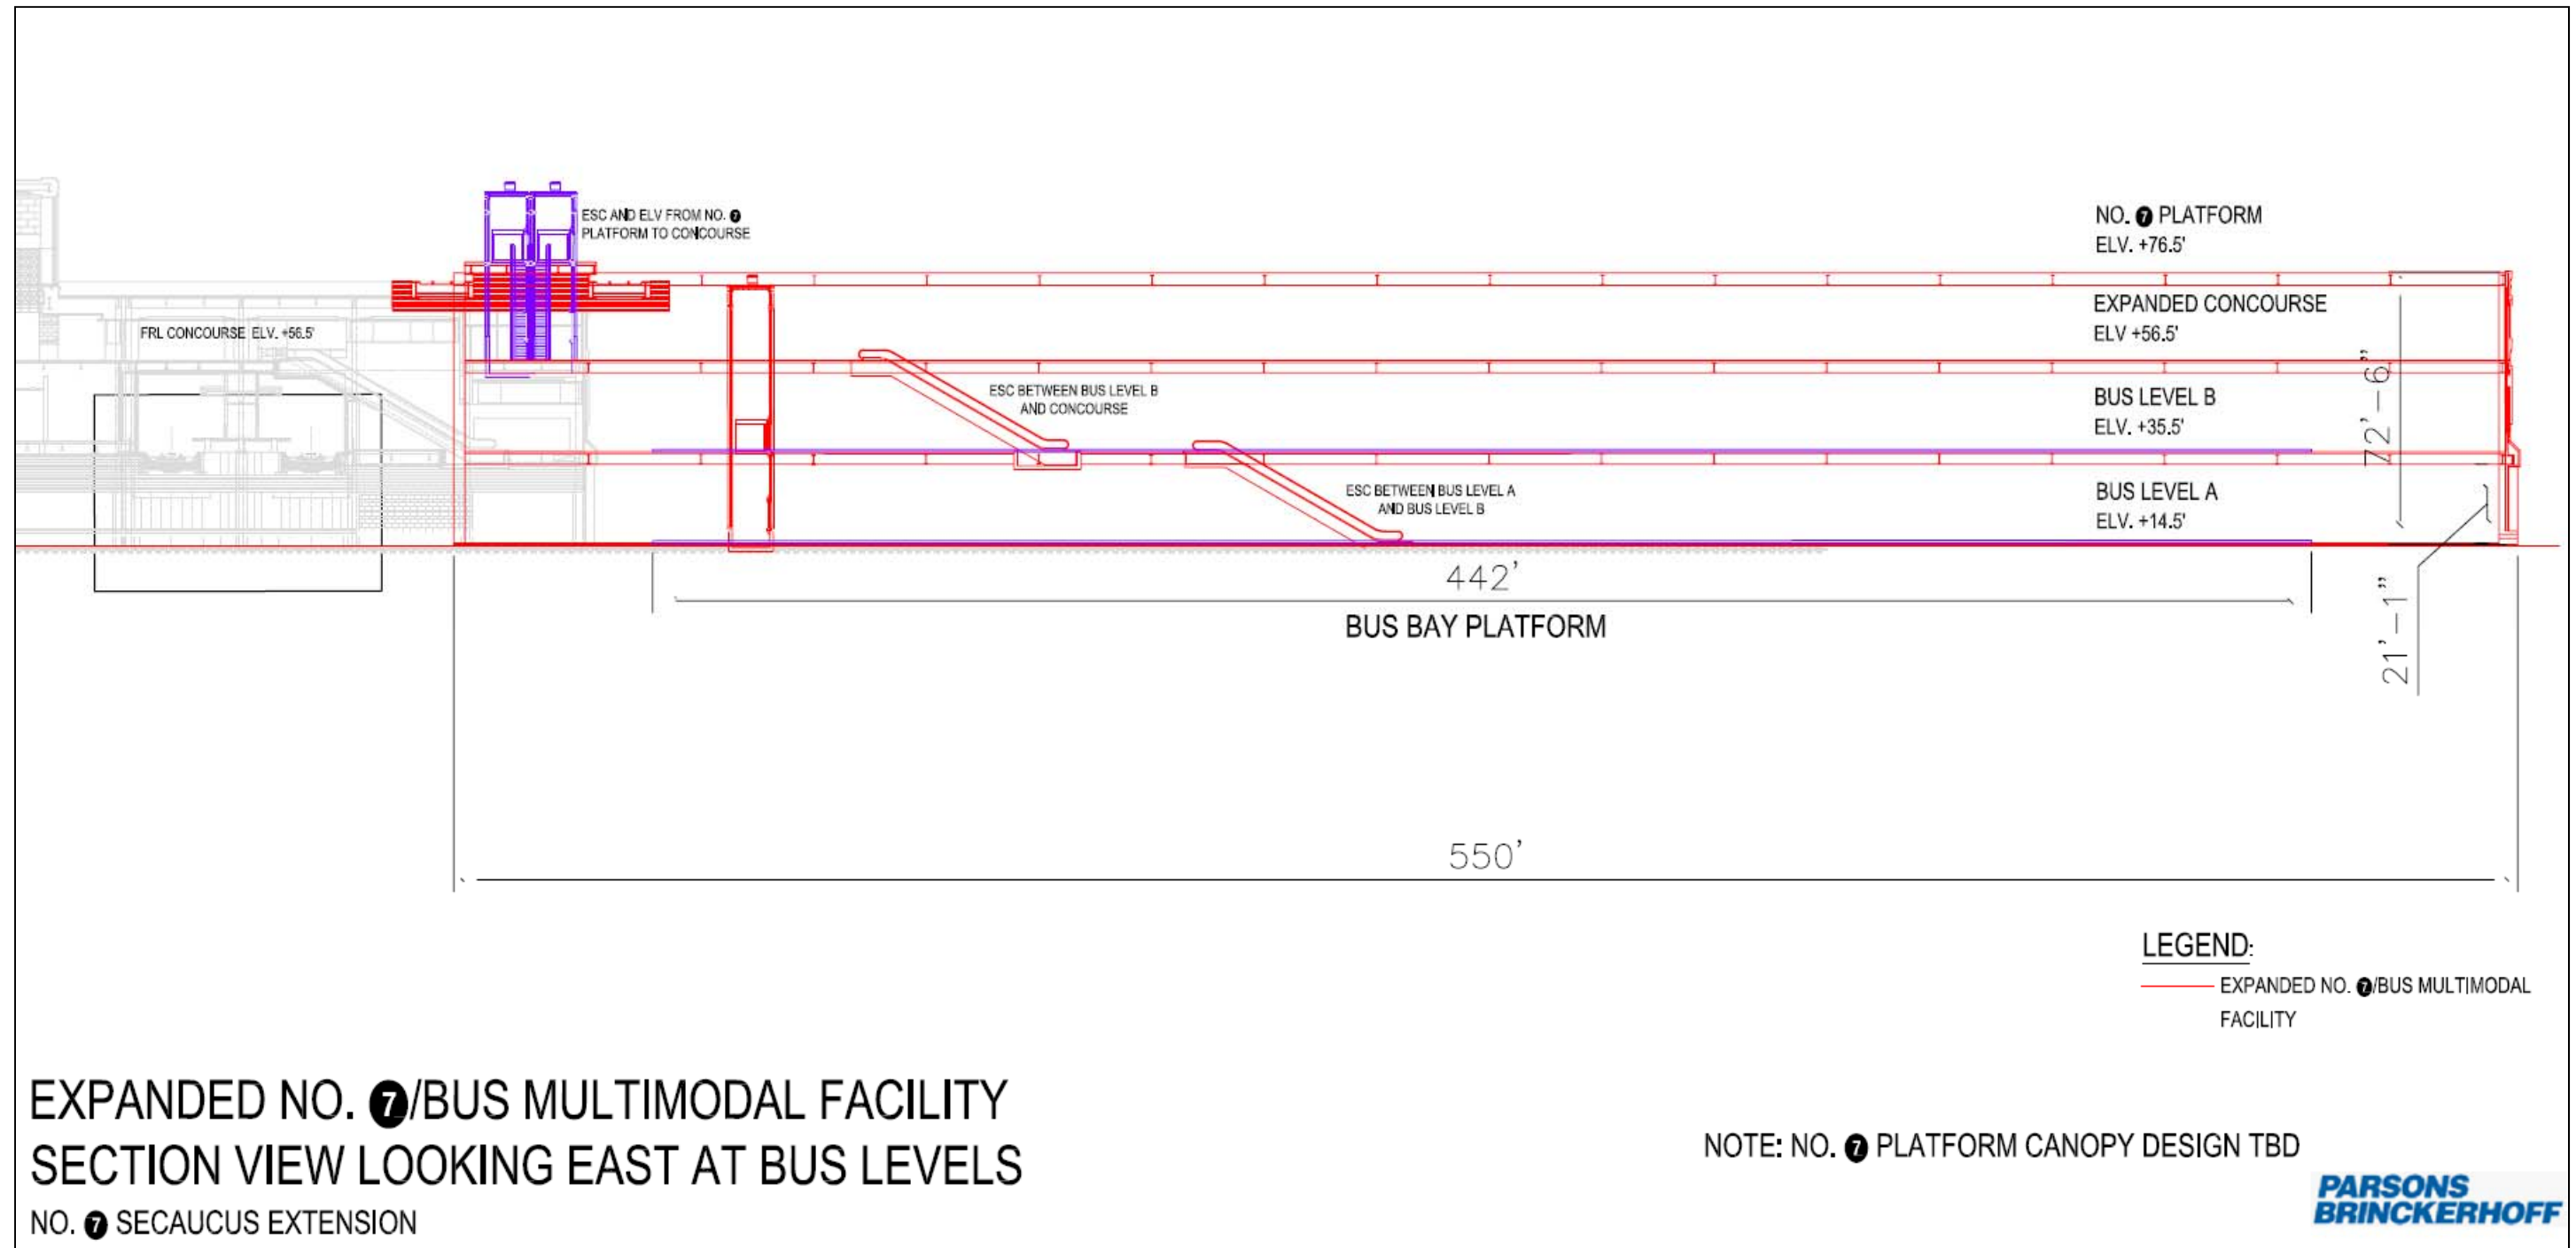 ESC AND ELV FROM NO. 7
PLATFORM TO CONCOURSE
NO. 7 PLATFORM
ELV. +76.5'
EXPANDED CONCOURSE
ELV +56.5'
FRL CONCOURSE ELV. +56.5'
ESC BETWEEN BUS LEVEL B
AND CONCOURSE
BUS LEVEL B
ELV. +35.5'
72'-6"
ESC BETWEEN BUS LEVEL A
AND BUS LEVEL B
BUS LEVEL A
ELV. +14.5'
442'
BUS BAY PLATFORM
21'-1"
550'
LEGEND:
EXPANDED NO. 7/BUS MULTIMODAL
FACILITY
EXPANDED NO. 7/BUS MULTIMODAL FACILITY
SECTION VIEW LOOKING EAST AT BUS LEVELS
NO. 7 SECAUCUS EXTENSION
NOTE: NO. 7 PLATFORM CANOPY DESIGN TBD
PARSONS
BRINCKERHOFF